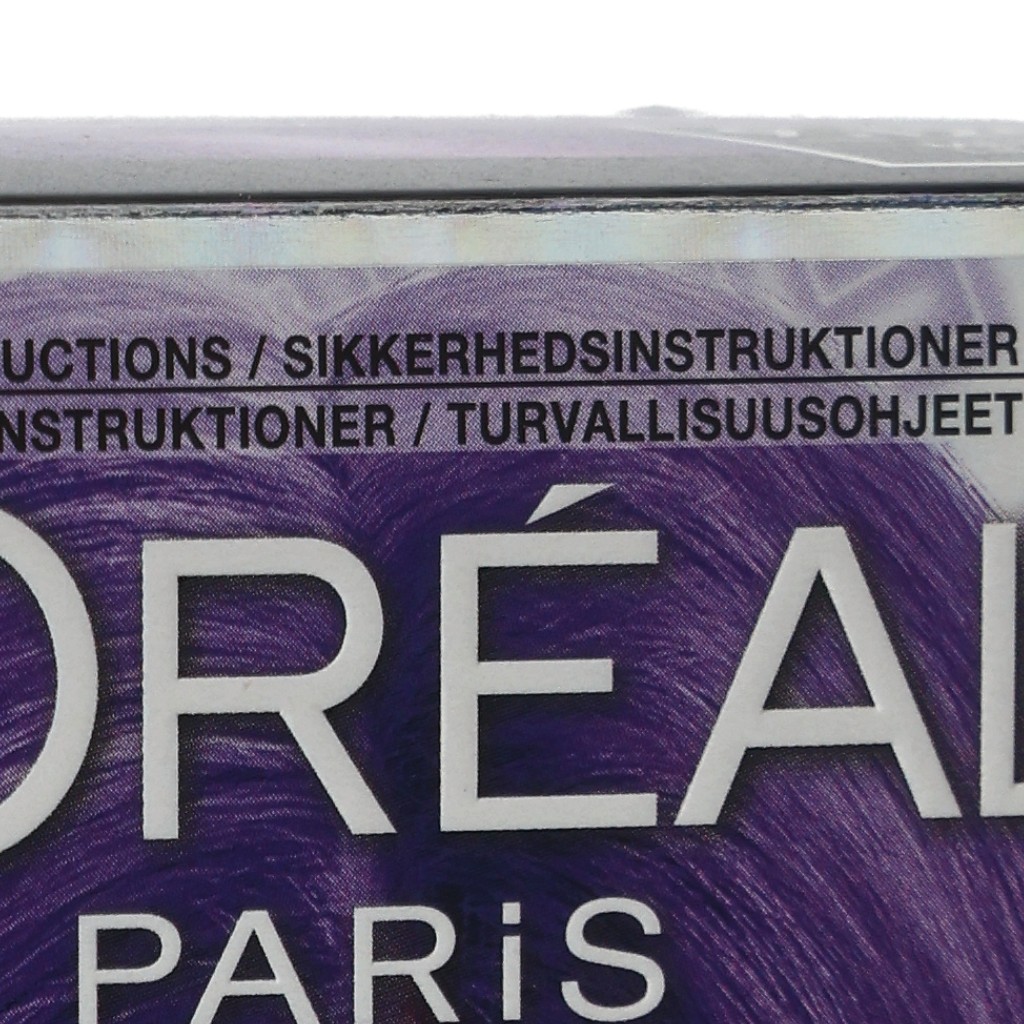 UCTIONS / SIKKERHEDSINSTRUKTIONER
NSTRUKTIONER / TURVALLISUUSOHJEET
ORÉAL
PARiS